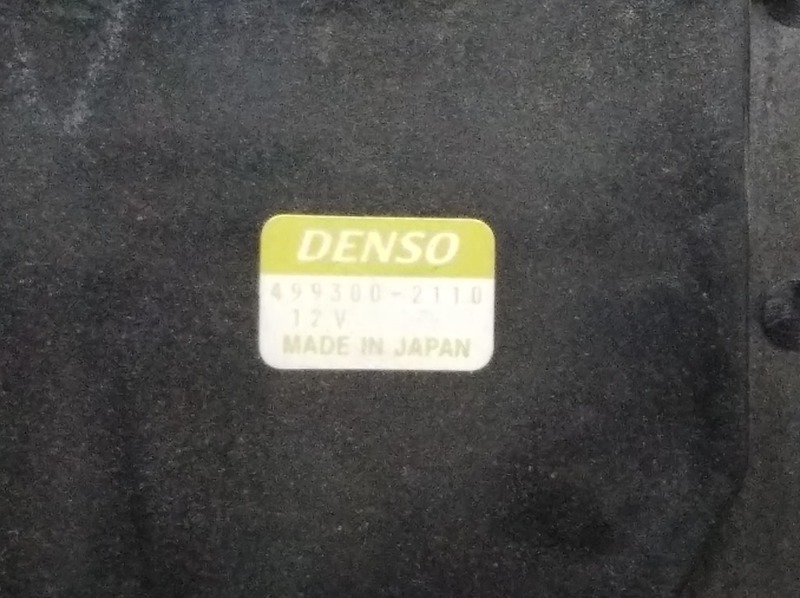 DENSO
499300-2110
12V
MADE IN JAPAN